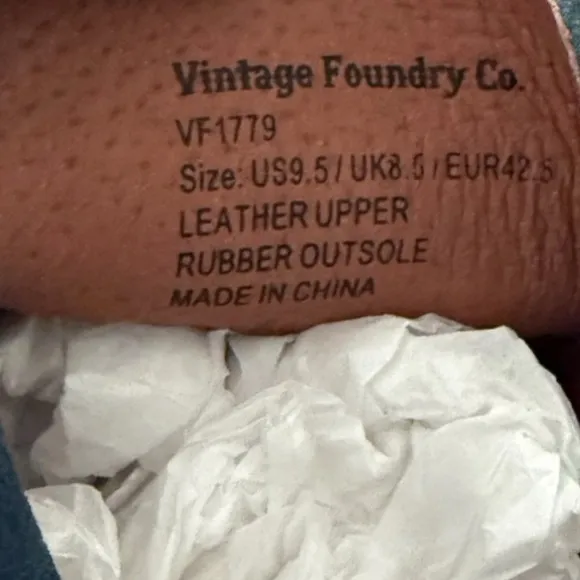 Vintage Foundry Co.
VF1779
Size: US9.5 / UK8.5 / EUR42.5
LEATHER UPPER
RUBBER OUTSOLE
MADE IN CHINA